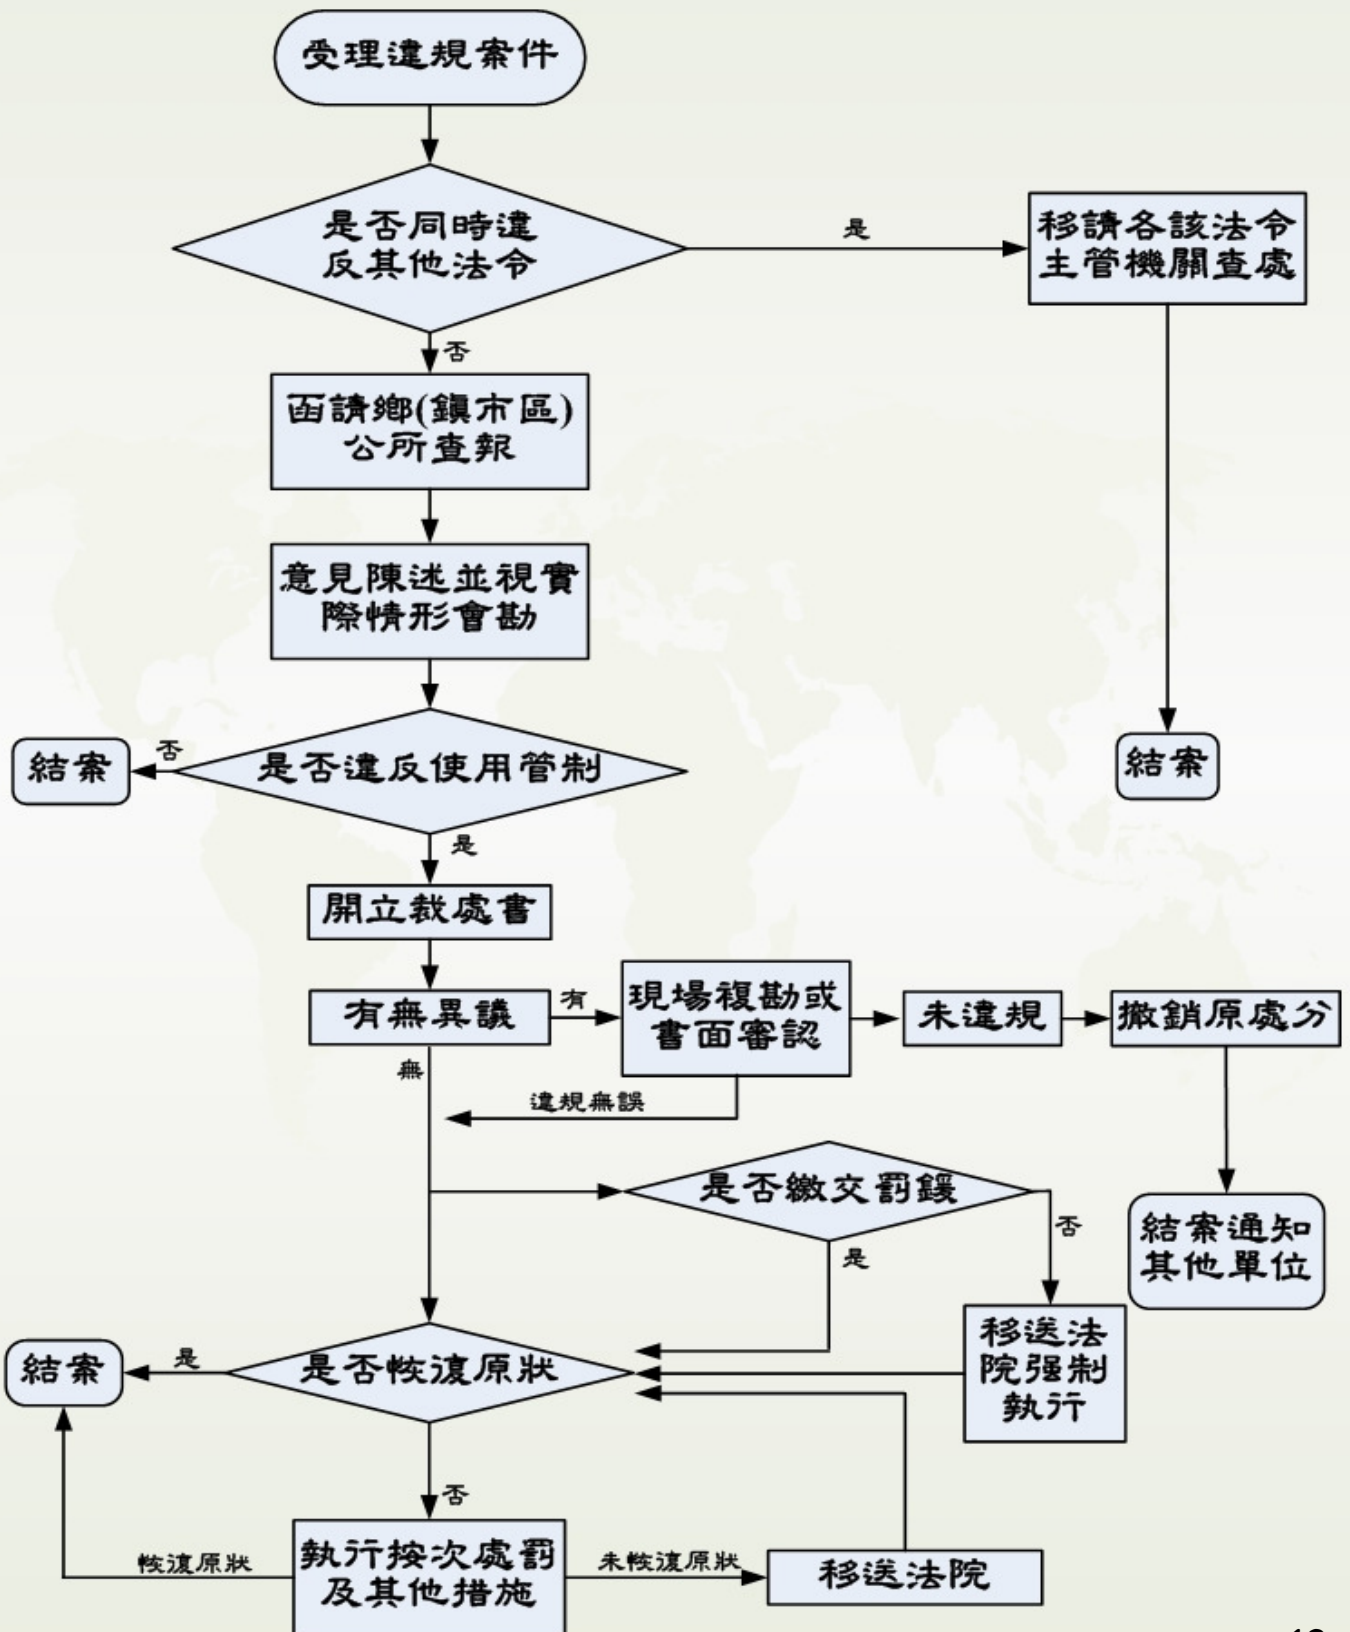 受理違規案件
是否同時違
反其他法令
是
移請各該法令
主管機關查處
否
函請鄉(鎮市區)
公所查報
意見陳述並視實
際情形會勘
結案
否
是否違反使用管制
結案
是
開立裁處書
有無異議
有
現場複勘或
書面審認
未違規
撤銷原處分
無
違規無誤
是否繳交罰鍰
否
是
結案通知
其他單位
結案
是
是否恢復原狀
移送法
院強制
執行
否
恢復原狀
執行按次處罰
及其他措施
未恢復原狀
移送法院